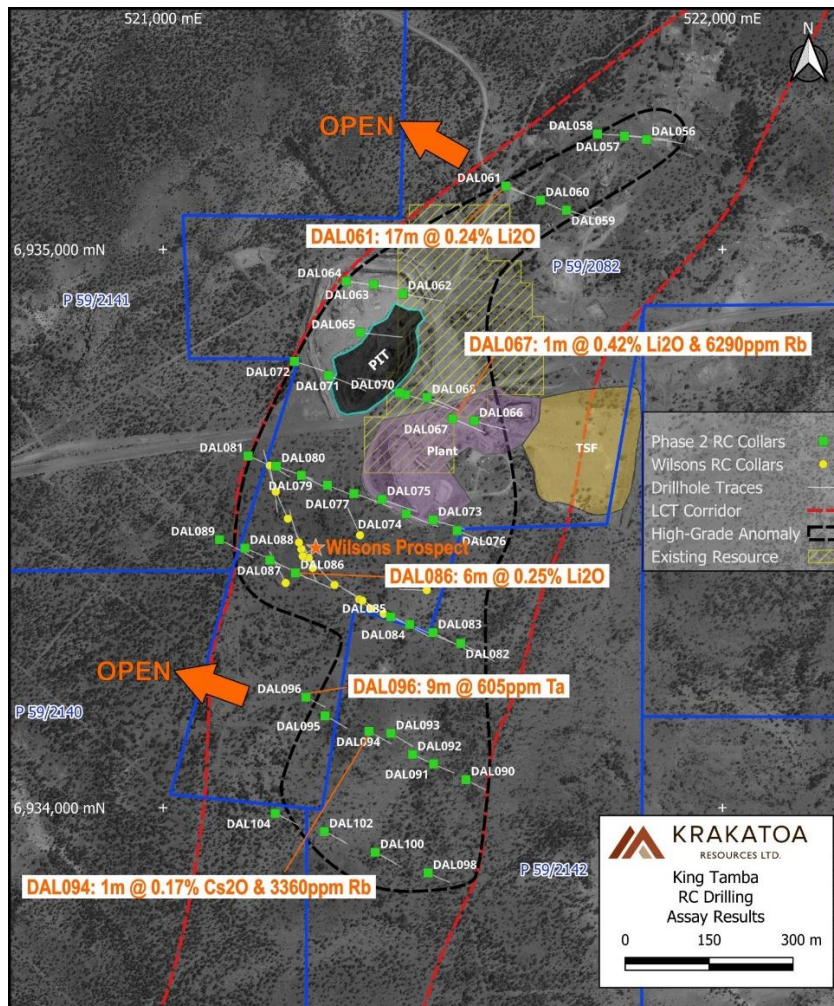 521,000 mE
522,000 mE
N
OPEN
DAL058
DAL056
DAL057
DAL061
DAL060
DAL059
DAL061: 17m @ 0.24% Li2O
6,935,000 mN
P 59/2082
DAL064
DAL062
DAL063
P 59/2141
DAL065
DAL067: 1m @ 0.42% Li2O & 6290ppm Rb
PIT
DAL072
DAL071
DAL070
DAL068
DAL066
DAL067
Plant
TSF
DAL081
DAL080
DAL079
DAL077
DAL075
DAL074
DAL073
DAL076
Phase 2 RC Collars
Wilsons RC Collars
Drillhole Traces
LCT Corridor
High-Grade Anomaly
Existing Resource
DAL089
DAL088
Wilsons Prospect
DAL087
DAL086
DAL086: 6m @ 0.25% Li2O
DAL085
DAL084
DAL083
DAL082
OPEN
DAL096
DAL096: 9m @ 605ppm Ta
P 59/2140
DAL095
DAL094
DAL093
DAL092
DAL091
DAL090
6,934,000 mN
DAL104
DAL102
DAL100
DAL098
P 59/2142
DAL094: 1m @ 0.17% Cs2O & 3360ppm Rb
KRAKATOA
RESOURCES LTD.
King Tamba
RC Drilling
Assay Results
0 150 300 m